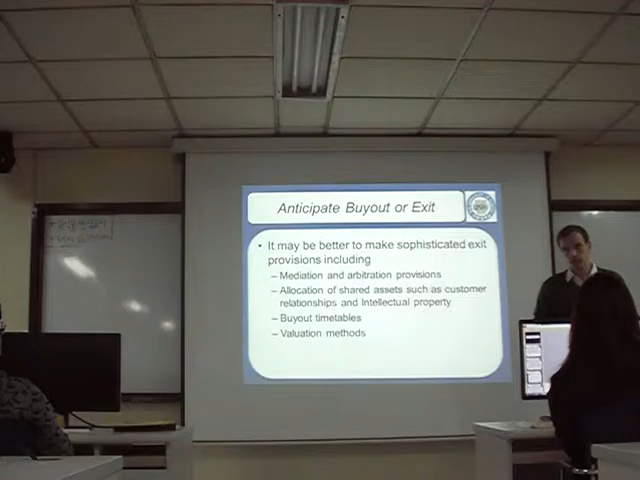 Anticipate Buyout or Exit
• It may be better to make sophisticated exit
provisions including
– Mediation and arbitration provisions
– Allocation of shared assets such as customer
relationships and Intellectual property
– Buyout timetables
– Valuation methods